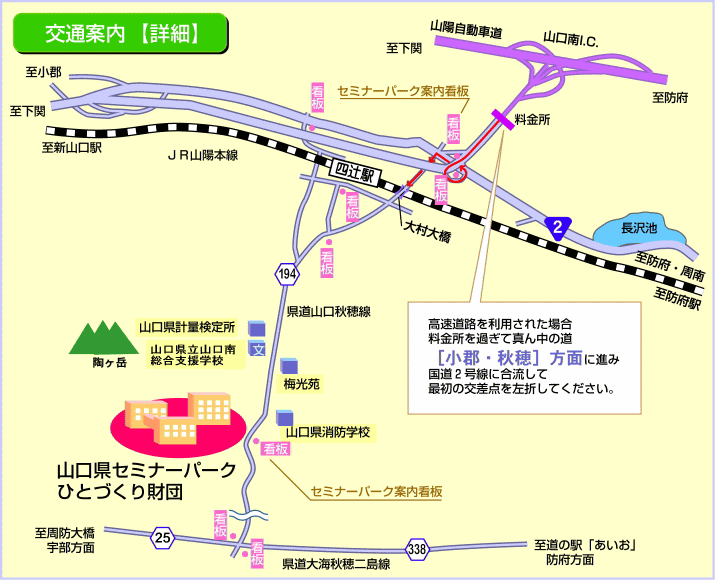 交通案内【詳細】
山陽自動車道
山口南I.C.
至下関
至防府
至小郡
至下関
セミナーパーク案内看板
看板
看板
料金所
至新山口駅
JR山陽本線
四辻駅
看板
看板
大村大橋
2
長沢池
看板
至防府・周南
至防府駅
194
県道山口秋穂線
高速道路を利用された場合
料金所を過ぎて真ん中の道
[小郡・秋穂]方面に進み
国道2号線に合流して
最初の交差点を左折してください。
山口県計量検定所
陶ヶ岳
山口県立山口南
総合支援学校
文
梅光苑
山口県消防学校
看板
山口県セミナーパーク
ひとづくり財団
セミナーパーク案内看板
看板
看板
至周防大橋
宇部方面
25
338
県道大海秋穂二島線
至道の駅「あいお」
防府方面